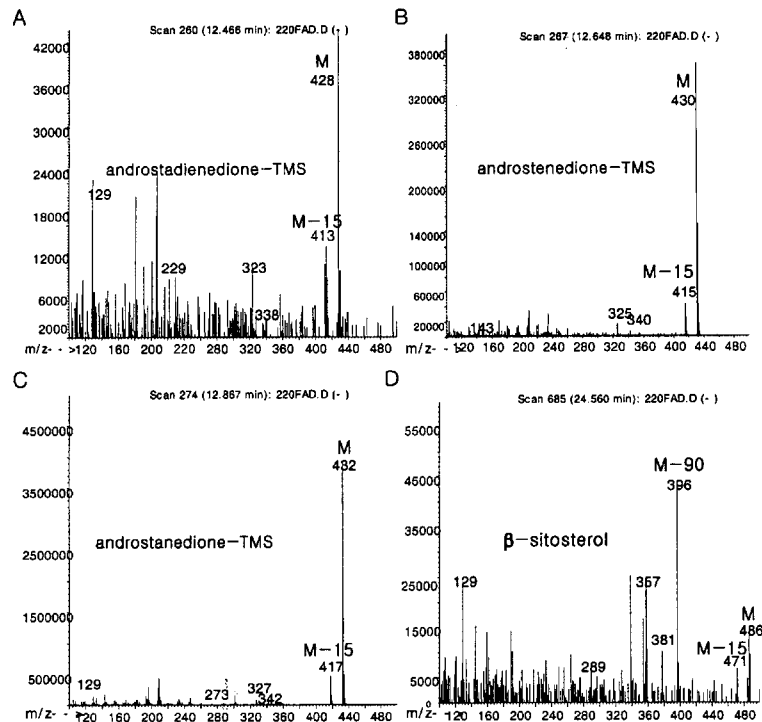 A
Scan 260 (12.466 min): 220FAD.D (-)
M
428
androstadienedione-TMS
129
M-15
413
229
323
338
42000
38000
32000
28000
24000
18000
12000
6000
2000
m/z- - > 120 160 200 240 280 320 360 400 440 480
B
Scan 267 (12.648 min): 220FAD.D (-)
M
430
androstenedione-TMS
M-15
415
325
340
143
380000
320000
260000
200000
140000
80000
20000
m/z- - > 120 160 200 240 280 320 360 400 440 480
C
Scan 274 (12.867 min): 220FAD.D (-)
M
432
androstanedione-TMS
M-15
417
129
273
327
342
4500000
3500000
2500000
1500000
500000
m/z- - > 120 160 200 240 280 320 360 400 440 480
D
Scan 685 (24.560 min): 220FAD.D (-)
M-90
396
β-sitosterol
129
357
381
289
M
486
M-15
471
55000
45000
35000
25000
15000
5000
0
m/z- - > 120 160 200 240 280 320 360 400 440 480